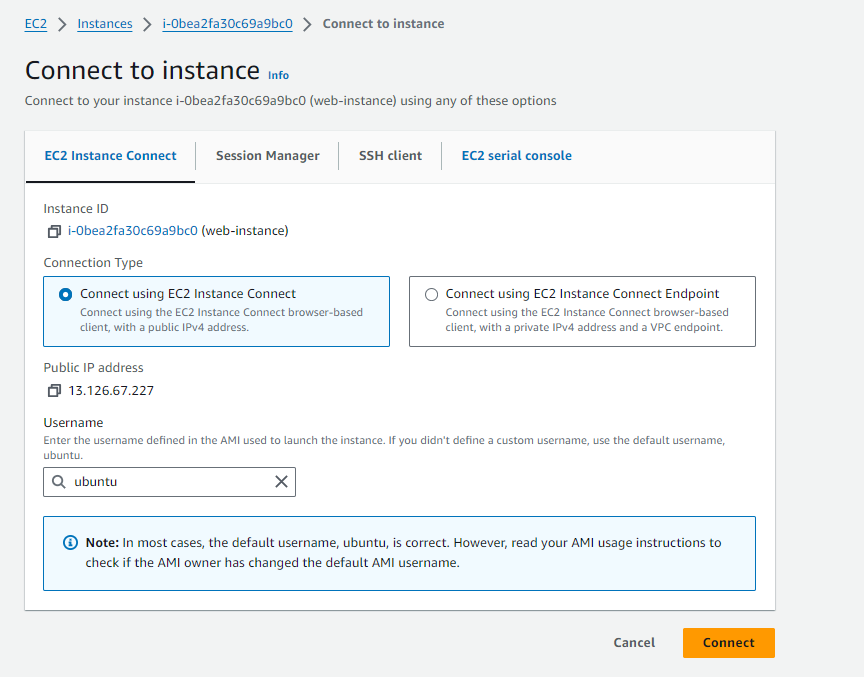 EC2 > Instances > i-0bea2fa30c69a9bc0 > Connect to instance
Connect to instance Info
Connect to your instance i-0bea2fa30c69a9bc0 (web-instance) using any of these options
EC2 Instance Connect Session Manager SSH client EC2 serial console
Instance ID
i-0bea2fa30c69a9bc0 (web-instance)
Connection Type
Connect using EC2 Instance Connect
Connect using the EC2 Instance Connect browser-based
client, with a public IPv4 address.
Connect using EC2 Instance Connect Endpoint
Connect using the EC2 Instance Connect browser-based
client, with a private IPv4 address and a VPC endpoint.
Public IP address
13.126.67.227
Username
Enter the username defined in the AMI used to launch the instance. If you didn't define a custom username, use the default username,
ubuntu.
ubuntu
Note: In most cases, the default username, ubuntu, is correct. However, read your AMI usage instructions to
check if the AMI owner has changed the default AMI username.
Cancel Connect